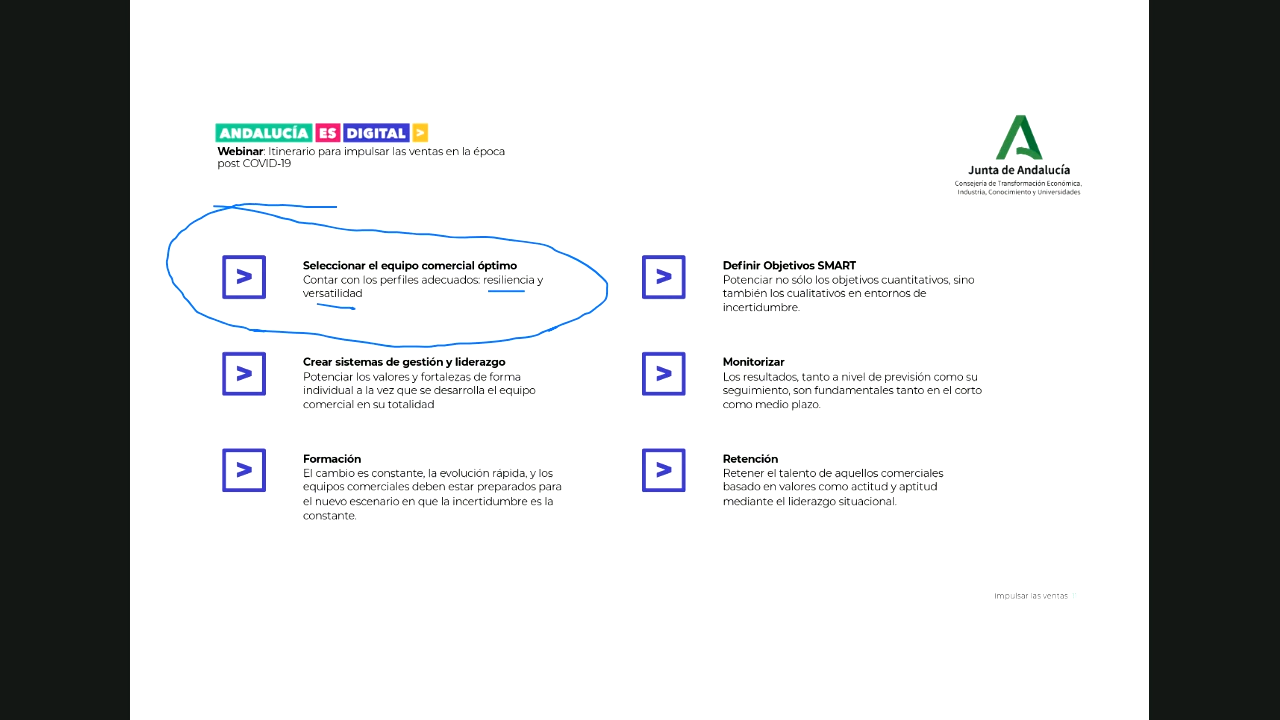 ANDALUCÍA ES DIGITAL >
Webinar: Itinerario para impulsar las ventas en la época
post COVID-19
Junta de Andalucía
Consejería de Transformación Económica,
Industria, Conocimiento y Universidades
Seleccionar el equipo comercial óptimo
Contar con los perfiles adecuados: resiliencia y
versatilidad
Crear sistemas de gestión y liderazgo
Potenciar los valores y fortalezas de forma
individual a la vez que se desarrolla el equipo
comercial en su totalidad
Formación
El cambio es constante, la evolución rápida, y los
equipos comerciales deben estar preparados para
el nuevo escenario en que la incertidumbre es la
constante.
Definir Objetivos SMART
Potenciar no sólo los objetivos cuantitativos, sino
también los cualitativos en entornos de
incertidumbre.
Monitorizar
Los resultados, tanto a nivel de previsión como su
seguimiento, son fundamentales tanto en el corto
como medio plazo.
Retención
Retener el talento de aquellos comerciales
basado en valores como actitud y aptitud
mediante el liderazgo situacional.
Impulsar las ventas